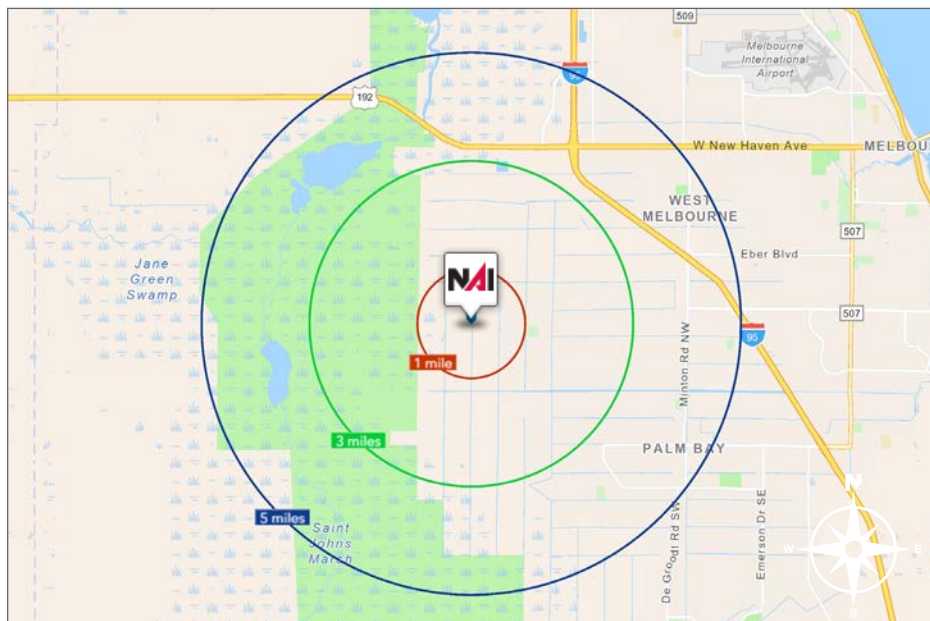 509
Melbourne
International
Airport
95
192
W New Haven Ave
MELBOU
WEST
MELBOURNE
507
Eber Blvd
Jane
Green
Swamp
NAI
507
95
1 mile
Minton Rd NW
3 miles
PALM BAY
5 miles
Saint
Johns
Marsh
De Groodt Rd SW
Emerson Dr SE
N
W
E
S